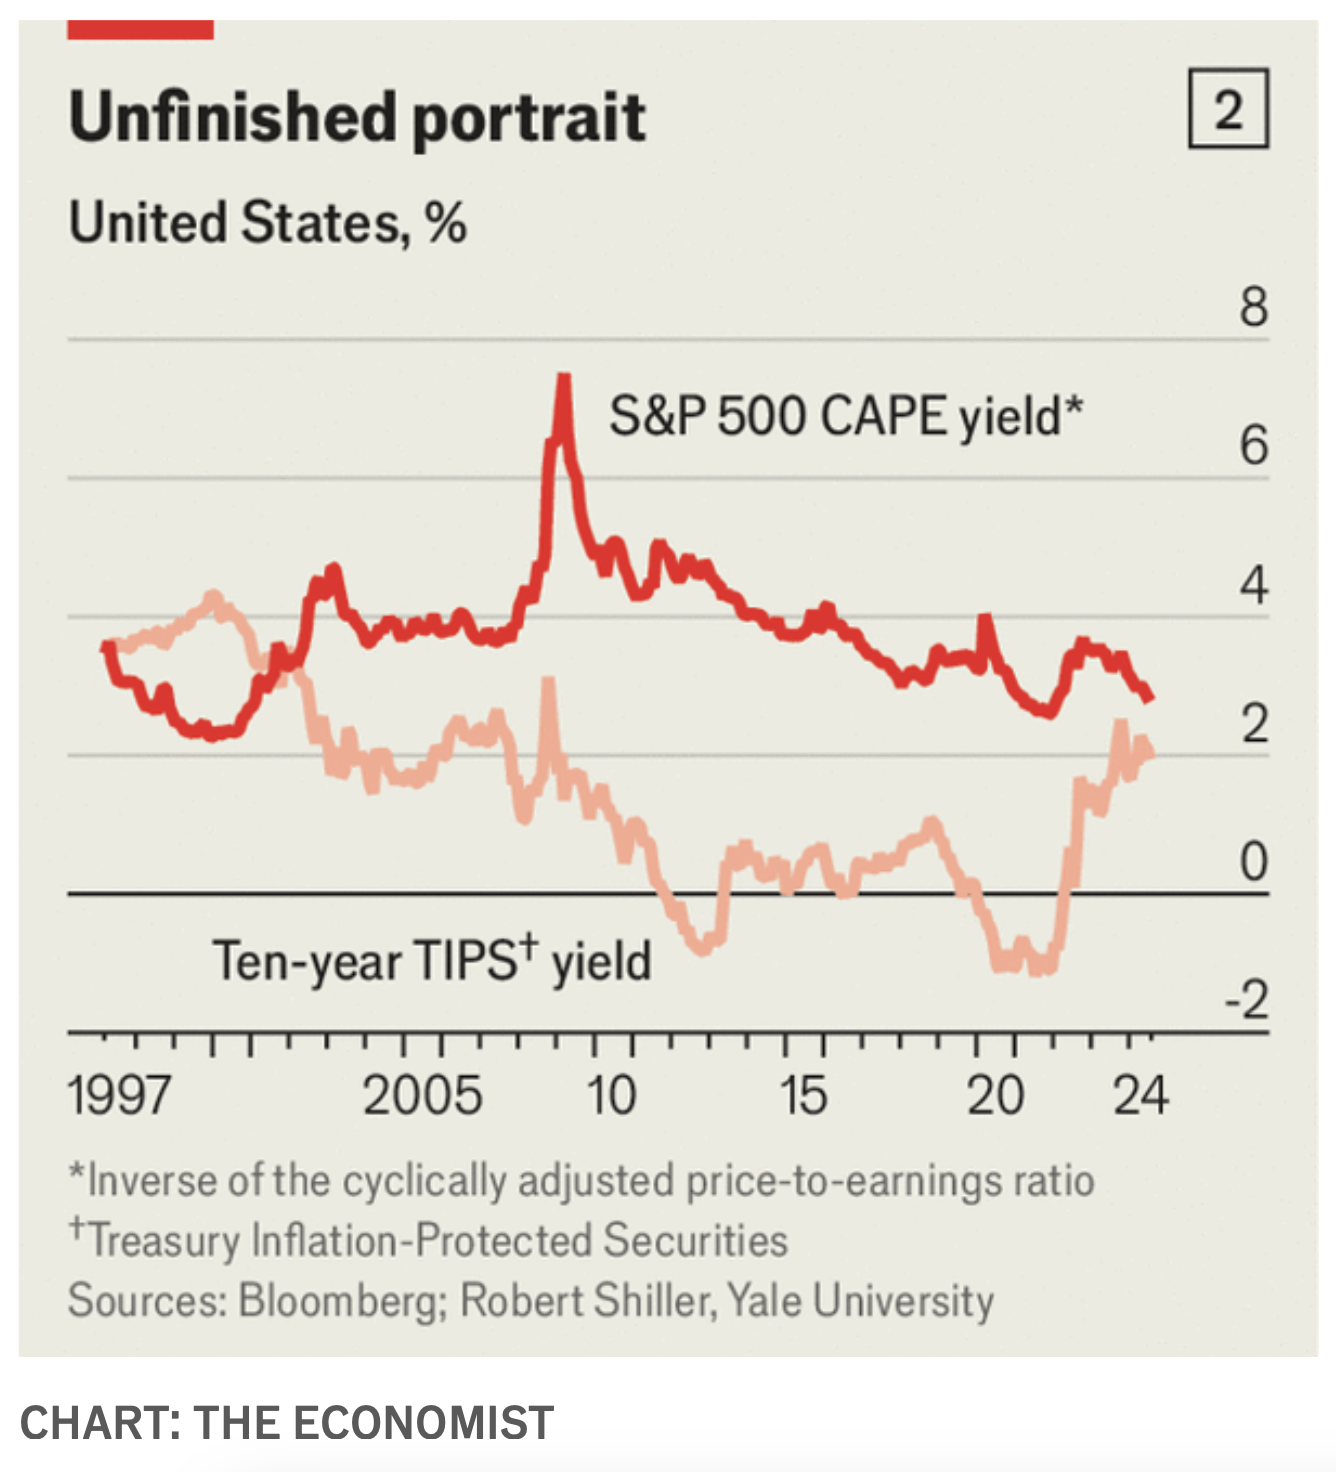 Unfinished portrait
2
United States, %
8
S&P 500 CAPE yield*
6
4
2
0
Ten-year TIPS† yield
-2
1997 2005 10 15 20 24
*Inverse of the cyclically adjusted price-to-earnings ratio
†Treasury Inflation-Protected Securities
Sources: Bloomberg; Robert Shiller, Yale University
CHART: THE ECONOMIST